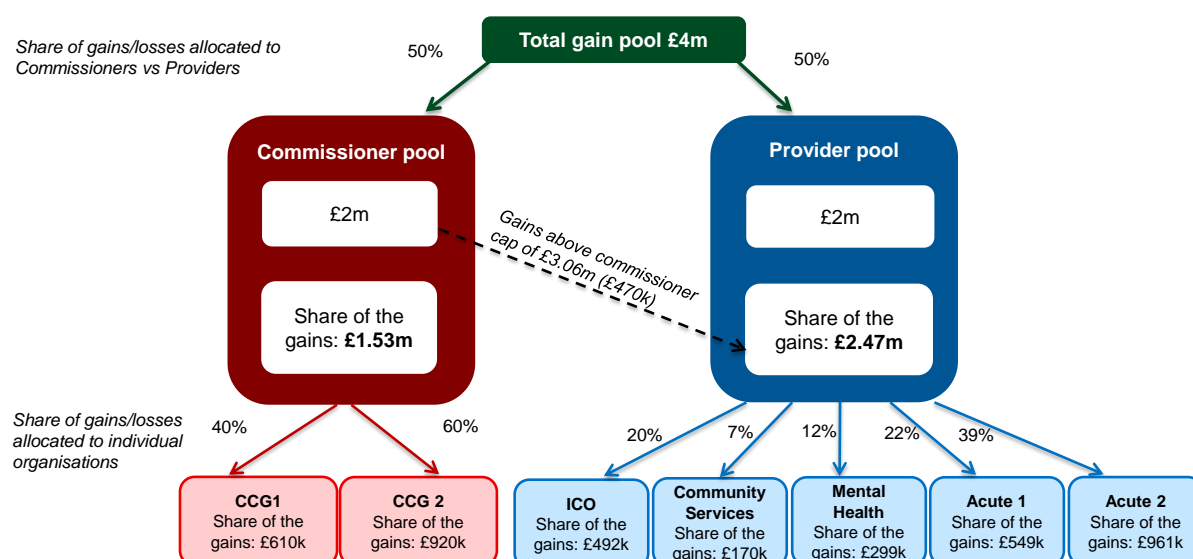 Share of gains/losses allocated to
Commissioners vs Providers
50%
Total gain pool £4m
50%
Commissioner pool
£2m
Share of the
gains: £1.53m
Gains above commissioner
cap of £3.06m (£470k)
Provider pool
£2m
Share of the
gains: £2.47m
Share of gains/losses
allocated to individual
organisations
40%
60%
20%
7%
12%
22%
39%
CCG1
Share of the
gains: £610k
CCG 2
Share of the
gains: £920k
ICO
Share of the
gains: £492k
Community
Services
Share of the
gains: £170k
Mental
Health
Share of the
gains: £299k
Acute 1
Share of the
gains: £549k
Acute 2
Share of the
gains: £961k